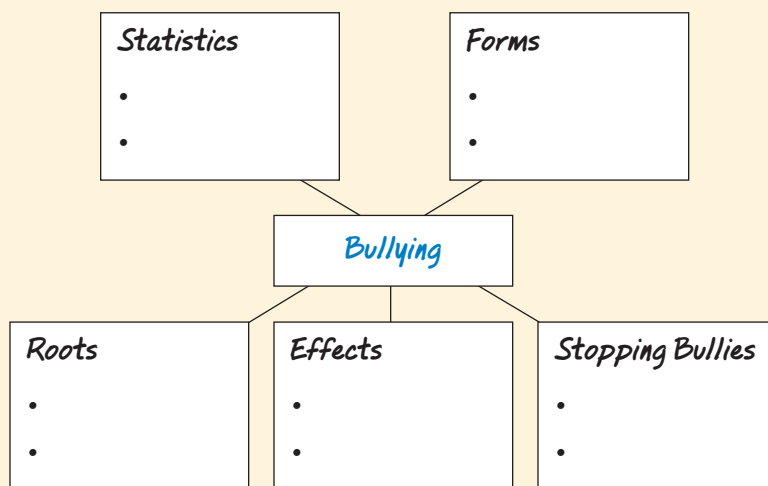 Statistics
•
•
Forms
•
•
Bullying
Roots
•
•
Effects
•
•
Stopping Bullies
•
•